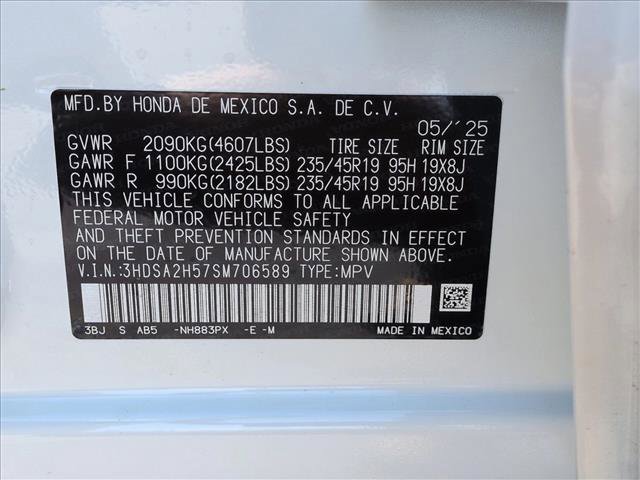 MFD.BY HONDA DE MEXICO S.A. DE C.V.
05/'25
GVWR 2090KG(4607LBS) TIRE SIZE RIM SIZE
GAWR F 1100KG(2425LBS) 235/45R19 95H 19X8J
GAWR R 990KG(2182LBS) 235/45R19 95H 19X8J
THIS VEHICLE CONFORMS TO ALL APPLICABLE
FEDERAL MOTOR VEHICLE SAFETY
AND THEFT PREVENTION STANDARDS IN EFFECT
ON THE DATE OF MANUFACTURE SHOWN ABOVE.
V.I.N.:3HDSA2H57SM706589 TYPE:MPV
3BJ S AB5 -NH883PX -E-M MADE IN MEXICO